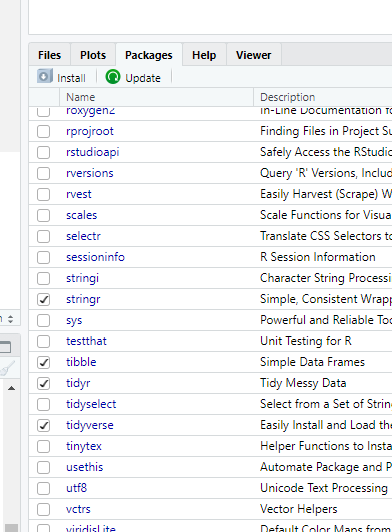 Files Plots Packages Help Viewer
Install Update
Name Description
roxygen2 In-Line Documentation fo
rprojroot Finding Files in Project Su
rstudioapi Safely Access the RStudio
rversions Query 'R' Versions, Includ
rvest Easily Harvest (Scrape) W
scales Scale Functions for Visua
selectr Translate CSS Selectors to
sessioninfo R Session Information
stringi Character String Processi
stringr Simple, Consistent Wrapp
sys Powerful and Reliable Too
testthat Unit Testing for R
tibble Simple Data Frames
tidyr Tidy Messy Data
tidyselect Select from a Set of String
tidyverse Easily Install and Load the
tinytex Helper Functions to Insta
usethis Automate Package and P
utf8 Unicode Text Processing
vctrs Vector Helpers
viridisLite Default Color Maps from